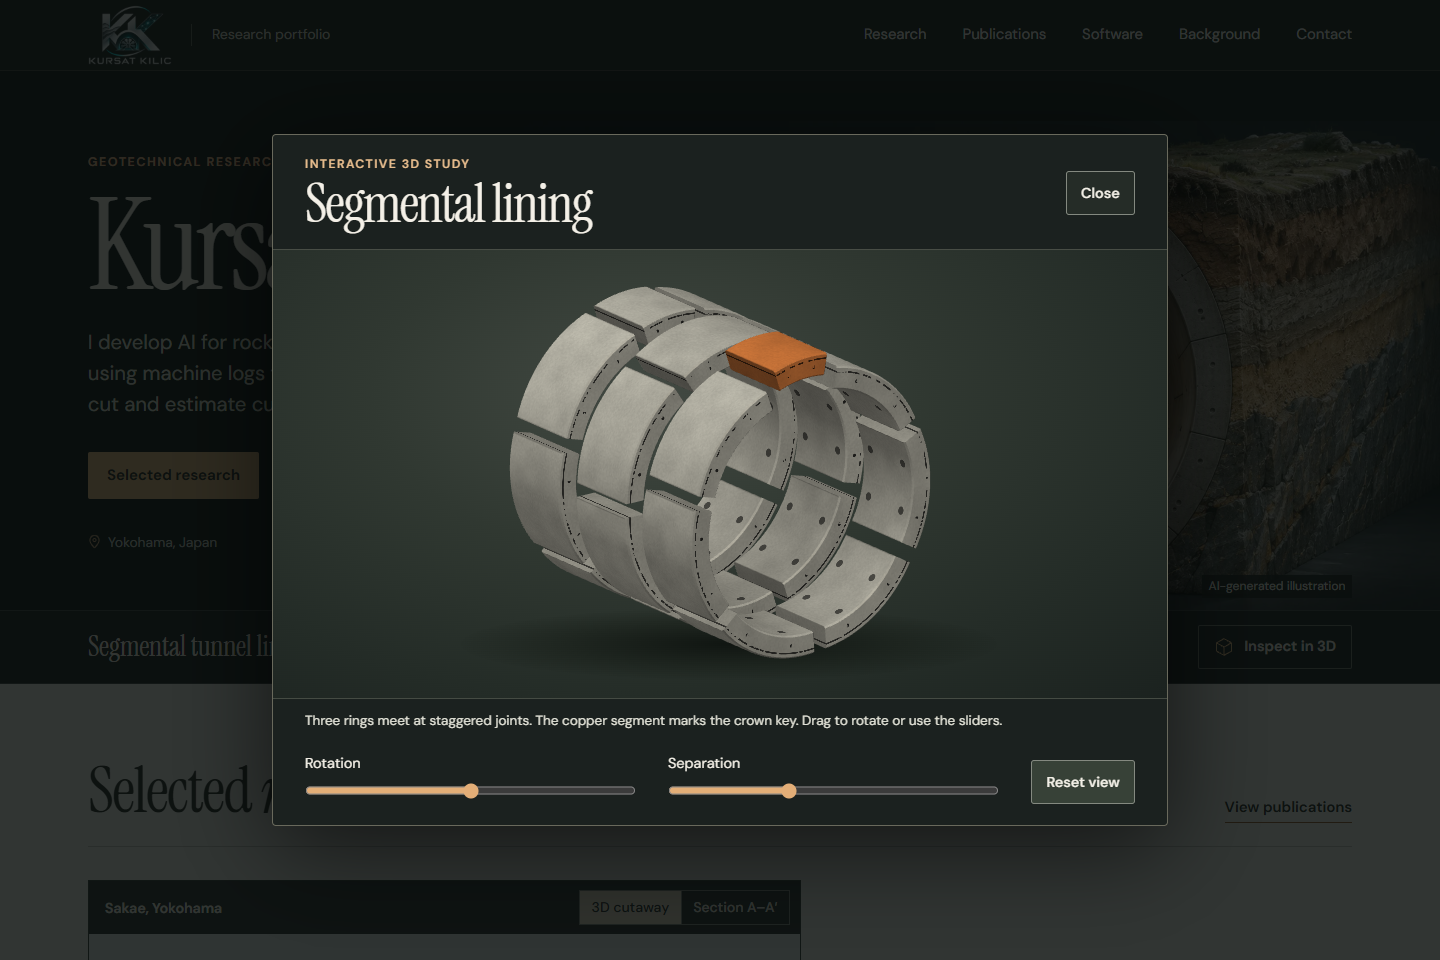 KURSAT KILIC
Research portfolio
Research
Publications
Software
Background
Contact
GEOTECHNICAL RESEARC
Kursa
I develop AI for rock
using machine logs
cut and estimate cu
Selected research
Yokohama, Japan
Segmental tunnel li
INTERACTIVE 3D STUDY
Segmental lining
Close
Three rings meet at staggered joints. The copper segment marks the crown key. Drag to rotate or use the sliders.
Rotation
Separation
Reset view
AI-generated illustration
Inspect in 3D
Selected
View publications
Sakae, Yokohama
3D cutaway
Section A–A′